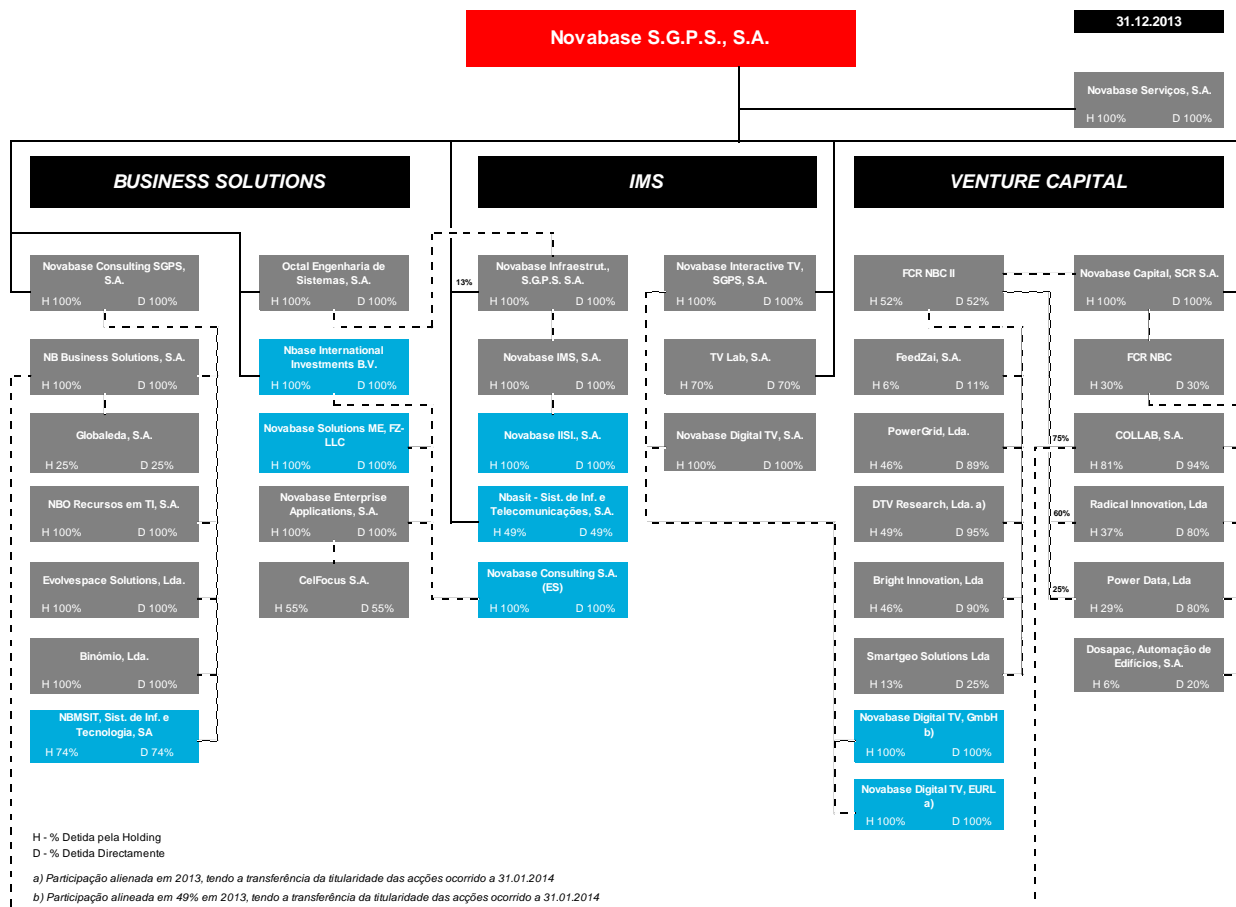 Novabase S.G.P.S., S.A.
31.12.2013
Novabase Serviços, S.A.
H 100% D 100%
BUSINESS SOLUTIONS
IMS
VENTURE CAPITAL
Novabase Consulting SGPS,
S.A.
H 100% D 100%
Octal Engenharia de
Sistemas, S.A.
H 100% D 100%
13%
Novabase Infraestrut.,
S.G.P.S. S.A.
H 100% D 100%
Novabase Interactive TV,
SGPS, S.A.
H 100% D 100%
FCR NBC II
H 52% D 52%
Novabase Capital, SCR S.A.
H 100% D 100%
NB Business Solutions, S.A.
H 100% D 100%
Nbase International
Investments B.V.
H 100% D 100%
Novabase IMS, S.A.
H 100% D 100%
TV Lab, S.A.
H 70% D 70%
FeedZai, S.A.
H 6% D 11%
FCR NBC
H 30% D 30%
Globaleda, S.A.
H 25% D 25%
Novabase Solutions ME, FZ-
LLC
H 100% D 100%
Novabase IISI., S.A.
H 100% D 100%
Novabase Digital TV, S.A.
H 100% D 100%
PowerGrid, Lda.
H 46% D 89%
75%
COLLAB, S.A.
H 81% D 94%
NBO Recursos em TI, S.A.
H 100% D 100%
Novabase Enterprise
Applications, S.A.
H 100% D 100%
Nbasit - Sist. de Inf. e
Telecomunicações, S.A.
H 49% D 49%
DTV Research, Lda. a)
H 49% D 95%
60%
Radical Innovation, Lda
H 37% D 80%
Evolvespace Solutions, Lda.
H 100% D 100%
CelFocus S.A.
H 55% D 55%
Novabase Consulting S.A.
(ES)
H 100% D 100%
Bright Innovation, Lda
H 46% D 90%
25%
Power Data, Lda
H 29% D 80%
Binómio, Lda.
H 100% D 100%
Smartgeo Solutions Lda
H 13% D 25%
Dosapac, Automação de
Edifícios, S.A.
H 6% D 20%
NBMSIT, Sist. de Inf. e
Tecnologia, SA
H 74% D 74%
Novabase Digital TV, GmbH
b)
H 100% D 100%
Novabase Digital TV, EURL
a)
H 100% D 100%
H - % Detida pela Holding
D - % Detida Directamente
a) Participação alienada em 2013, tendo a transferência da titularidade das acções ocorrido a 31.01.2014
b) Participação alineada em 49% em 2013, tendo a transferência da titularidade das acções ocorrido a 31.01.2014